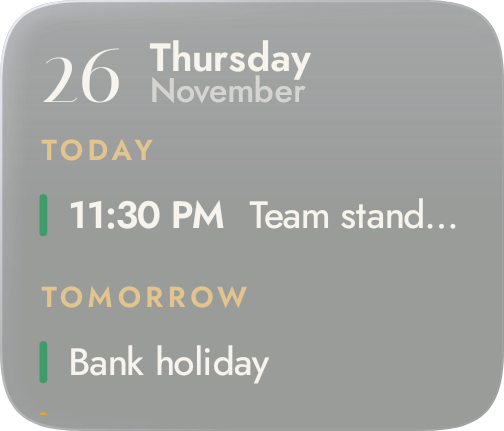 26 Thursday
November
TODAY
11:30 PM Team stand...
TOMORROW
Bank holiday